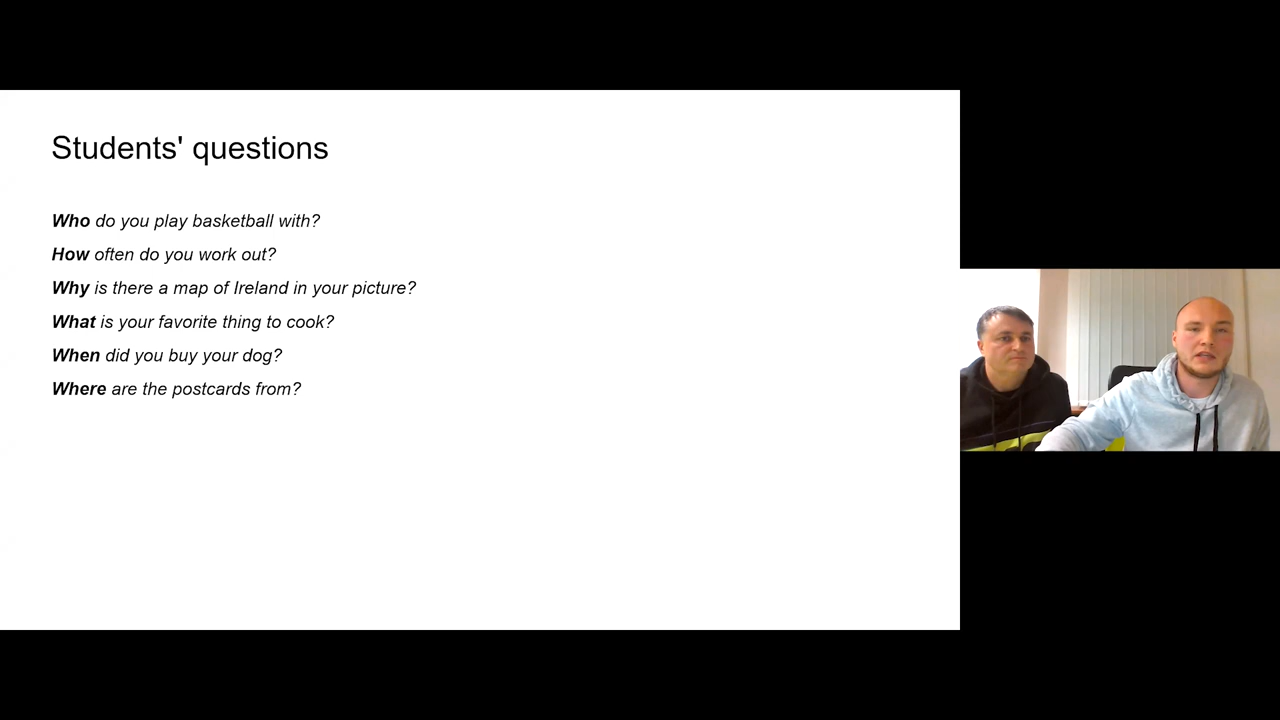 Students' questions
Who do you play basketball with?
How often do you work out?
Why is there a map of Ireland in your picture?
What is your favorite thing to cook?
When did you buy your dog?
Where are the postcards from?